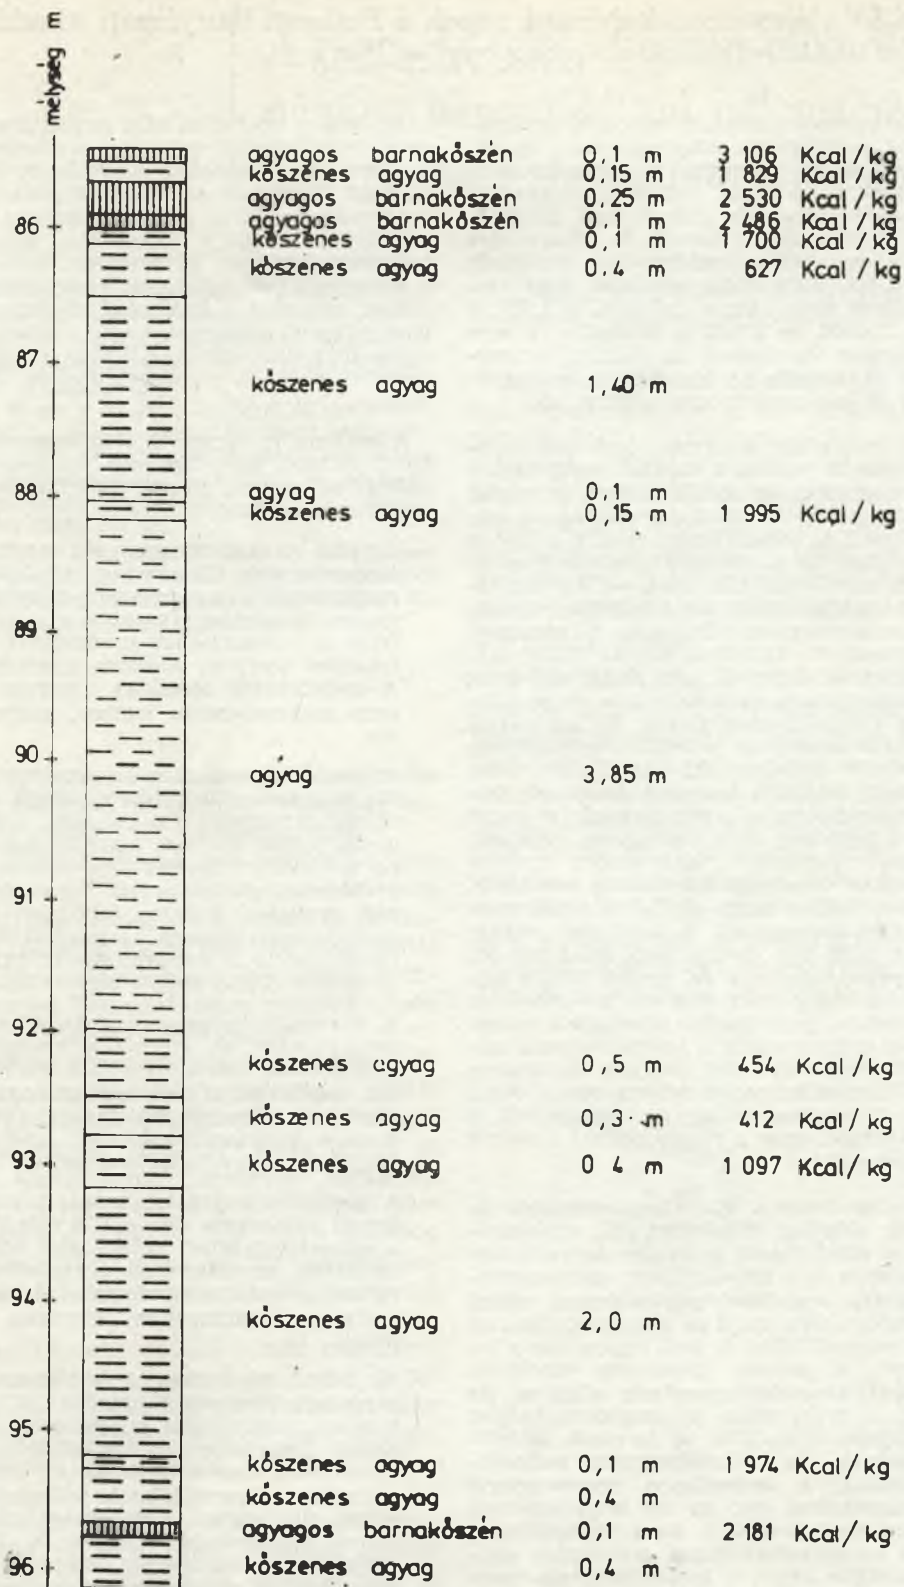 mélység m
agyagos barnakőszén 0,1 m 3 106 Kcal/kg
kőszénes agyag 0,15 m 1 829 Kcal/kg
agyagos barnakőszén 0,25 m 2 530 Kcal/kg
86 agyagos barnakőszén 0,1 m 2 486 Kcal/kg
kőszenes agyag 0,1 m 1 700 Kcal/kg
kőszenes agyag 0.4 m 627 Kcal/kg
87
kőszenes agyag 1,40 m
88 agyag 0,1 m
kőszenes agyag 0,15 m 1 995 Kcal/kg
89
90
agyag 3,85 m
91
92
kőszenes agyag 0,5 m 454 Kcal/kg
kőszenes agyag 0,3 m 412 Kcal/kg
93 kőszenes agyag 0 4 m 1 097 Kcal/kg
94
kőszenes agyag 2,0 m
95
kőszenes agyag 0,1 m 1 974 Kcal/kg
kőszenes agyag 0,4 m
agyagos barnakőszén 0,1 m 2 181 Kcal/kg
96 kőszenes agyag 0,4 m